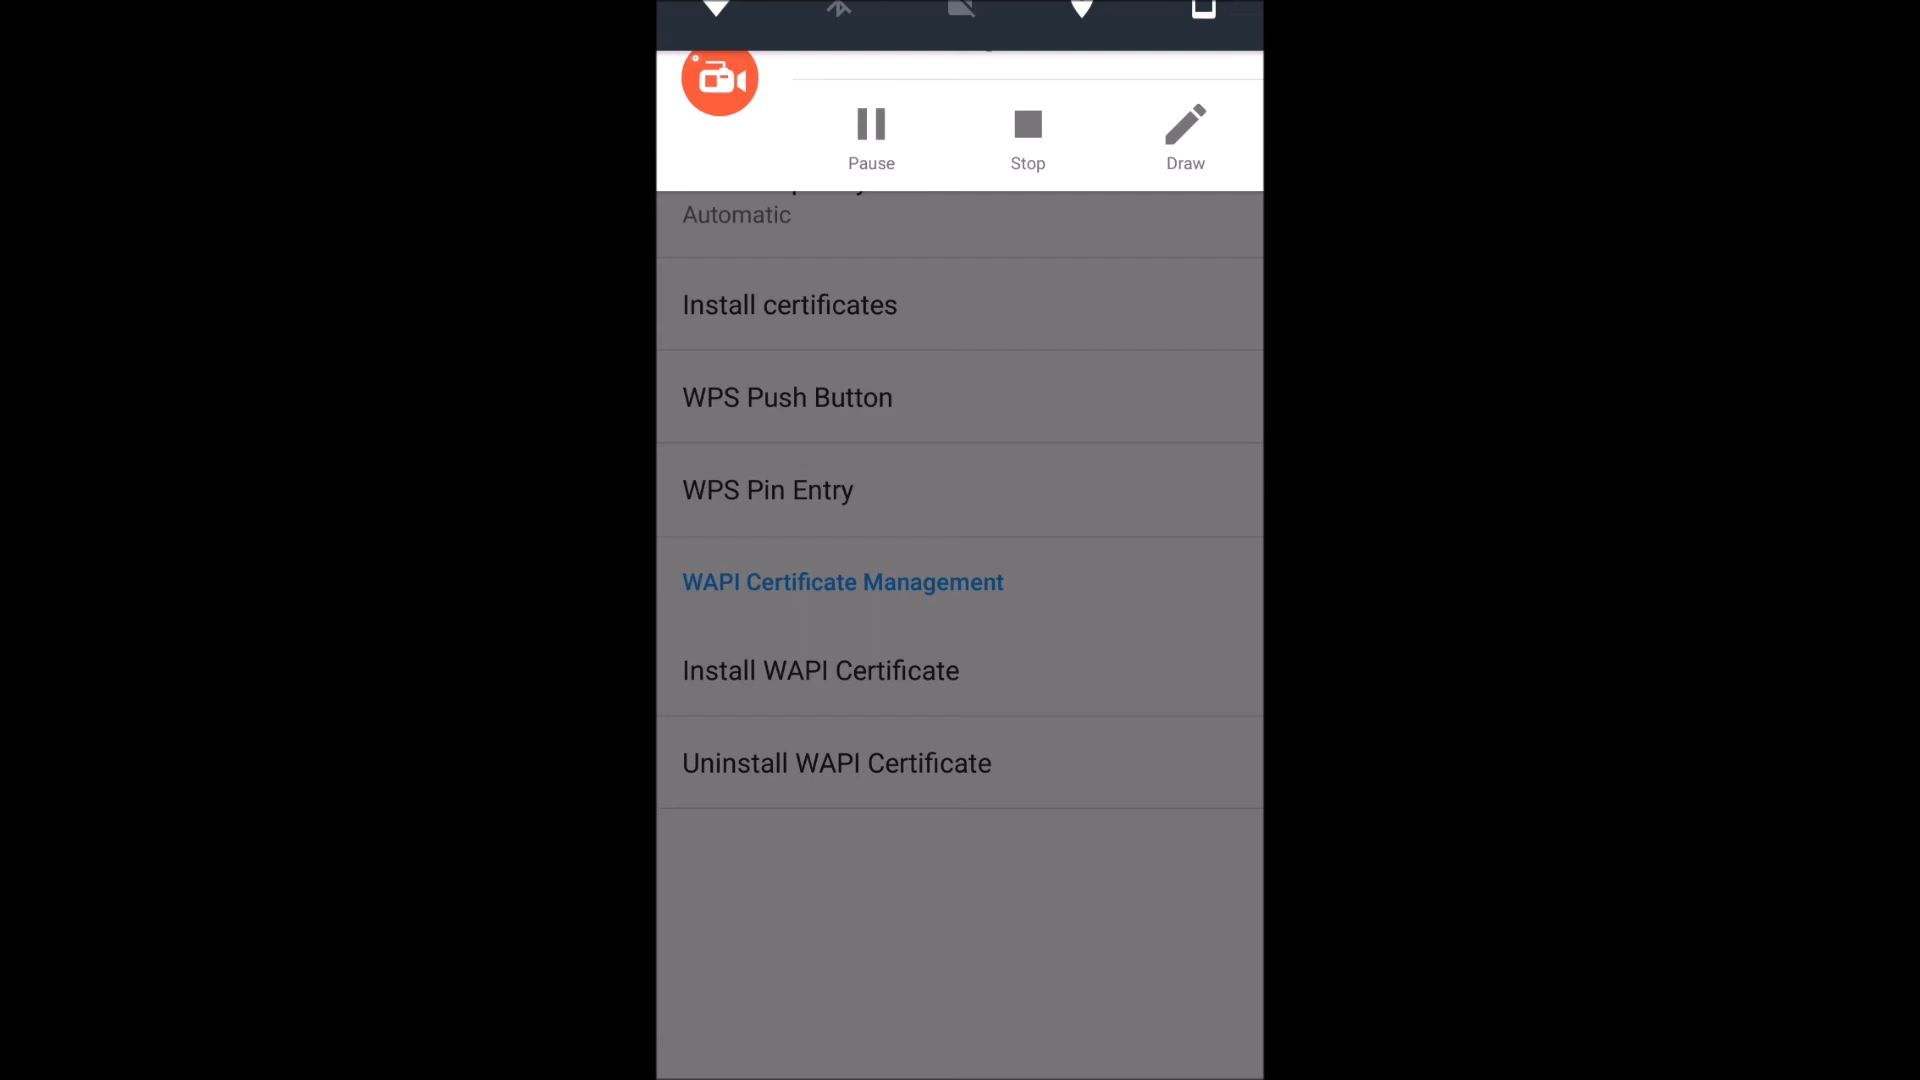 Pause
Stop
Draw
Automatic
Install certificates
WPS Push Button
WPS Pin Entry
WAPI Certificate Management
Install WAPI Certificate
Uninstall WAPI Certificate